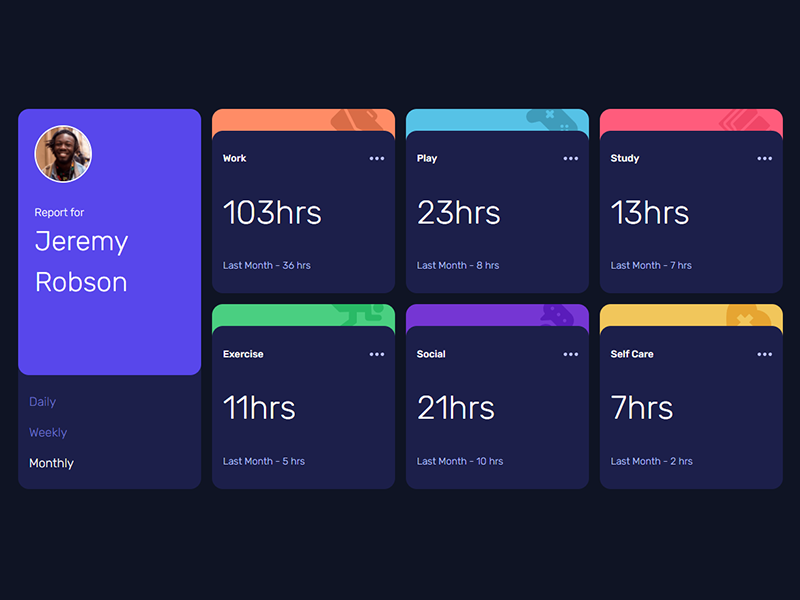 Report for
Jeremy
Robson
Daily
Weekly
Monthly
Work
103hrs
Last Month - 36 hrs
Play
23hrs
Last Month - 8 hrs
Study
13hrs
Last Month - 7 hrs
Exercise
11hrs
Last Month - 5 hrs
Social
21hrs
Last Month - 10 hrs
Self Care
7hrs
Last Month - 2 hrs